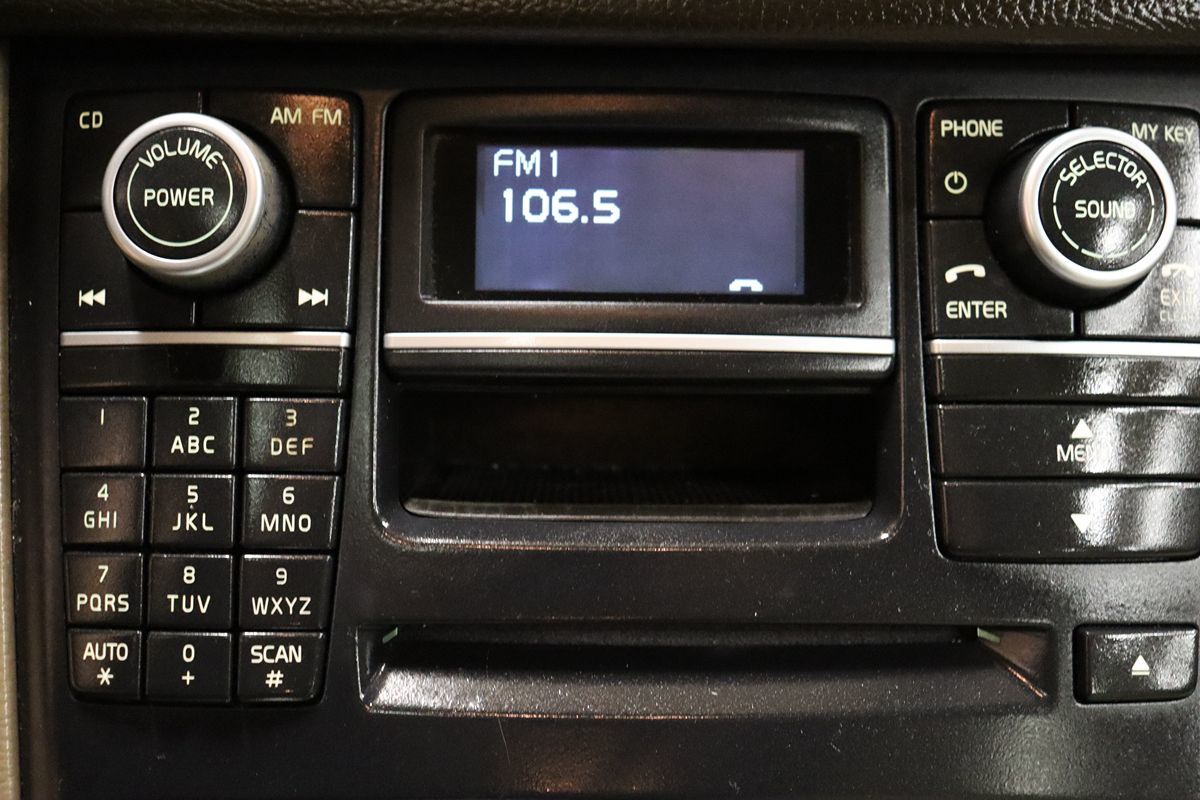 CD
AM FM
VOLUME
POWER
FM1
106.5
PHONE
MY KEY
SELECTOR
SOUND
ENTER
EXIT
1
2
ABC
3
DEF
4
GHI
5
JKL
6
MNO
7
PQRS
8
TUV
9
WXYZ
AUTO
*
0
+
SCAN
#